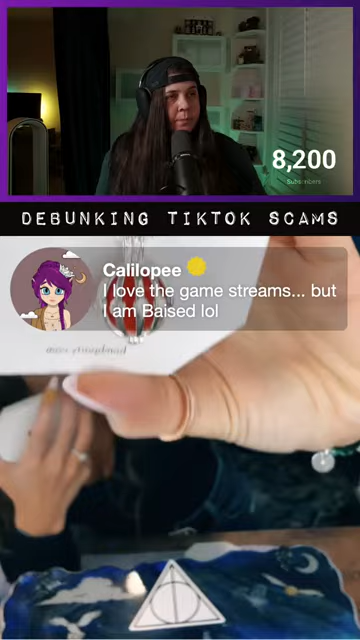 8,200
Subscribers
DEBUNKING TIKTOK SCAMS
Calilopee
I love the game streams... but
I am Baised lol